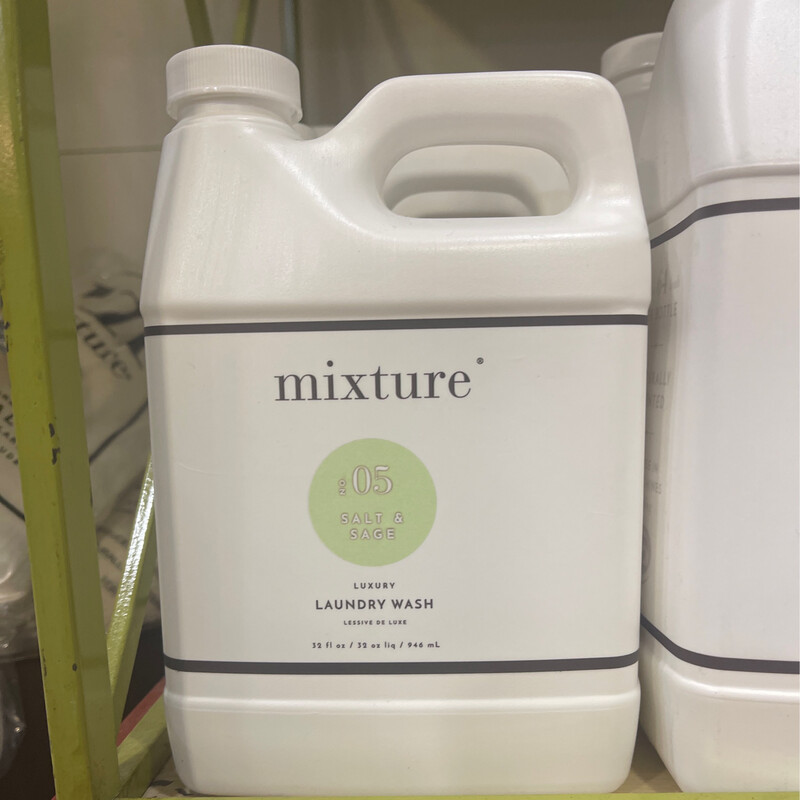 mixture®
NO 05
SALT &
SAGE
LUXURY
LAUNDRY WASH
LESSIVE DE LUXE
32 fl oz / 32 oz liq / 946 mL